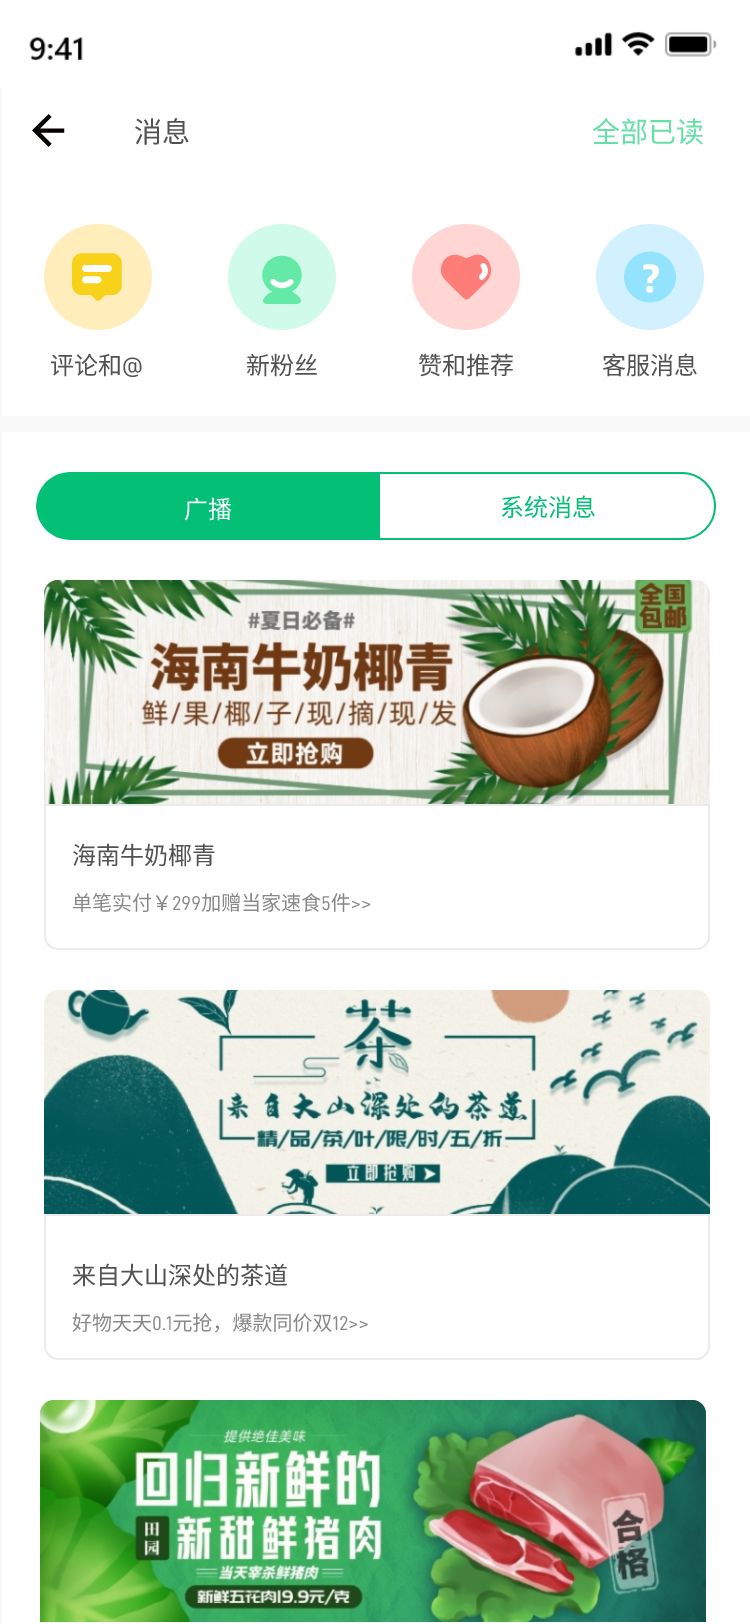 9:41
消息
全部已读
评论和@
新粉丝
赞和推荐
客服消息
广播
系统消息
全国
包邮
#夏日必备#
海南牛奶椰青
鲜/果/椰/子/现/摘/现/发
立即抢购
海南牛奶椰青
单笔实付￥299加赠当家速食5件>>
茶
来自大山深处的茶道
精/品/茶/叶/限/时/五/折
立即抢购
来自大山深处的茶道
好物天天0.1元抢，爆款同价双12>>
提供绝佳美味
回归新鲜的
田园
新甜鲜猪肉
当天宰杀鲜猪肉
新鲜五花肉19.9元/克
合格